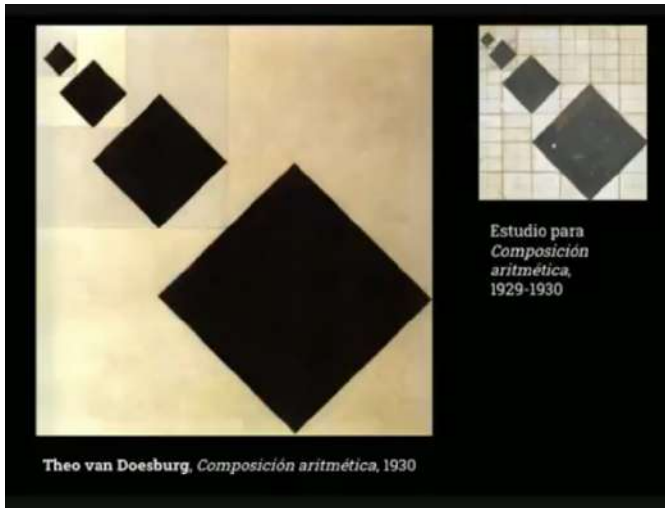 Estudio para
Composición
aritmética,
1929-1930
Theo van Doesburg, Composición aritmética, 1930